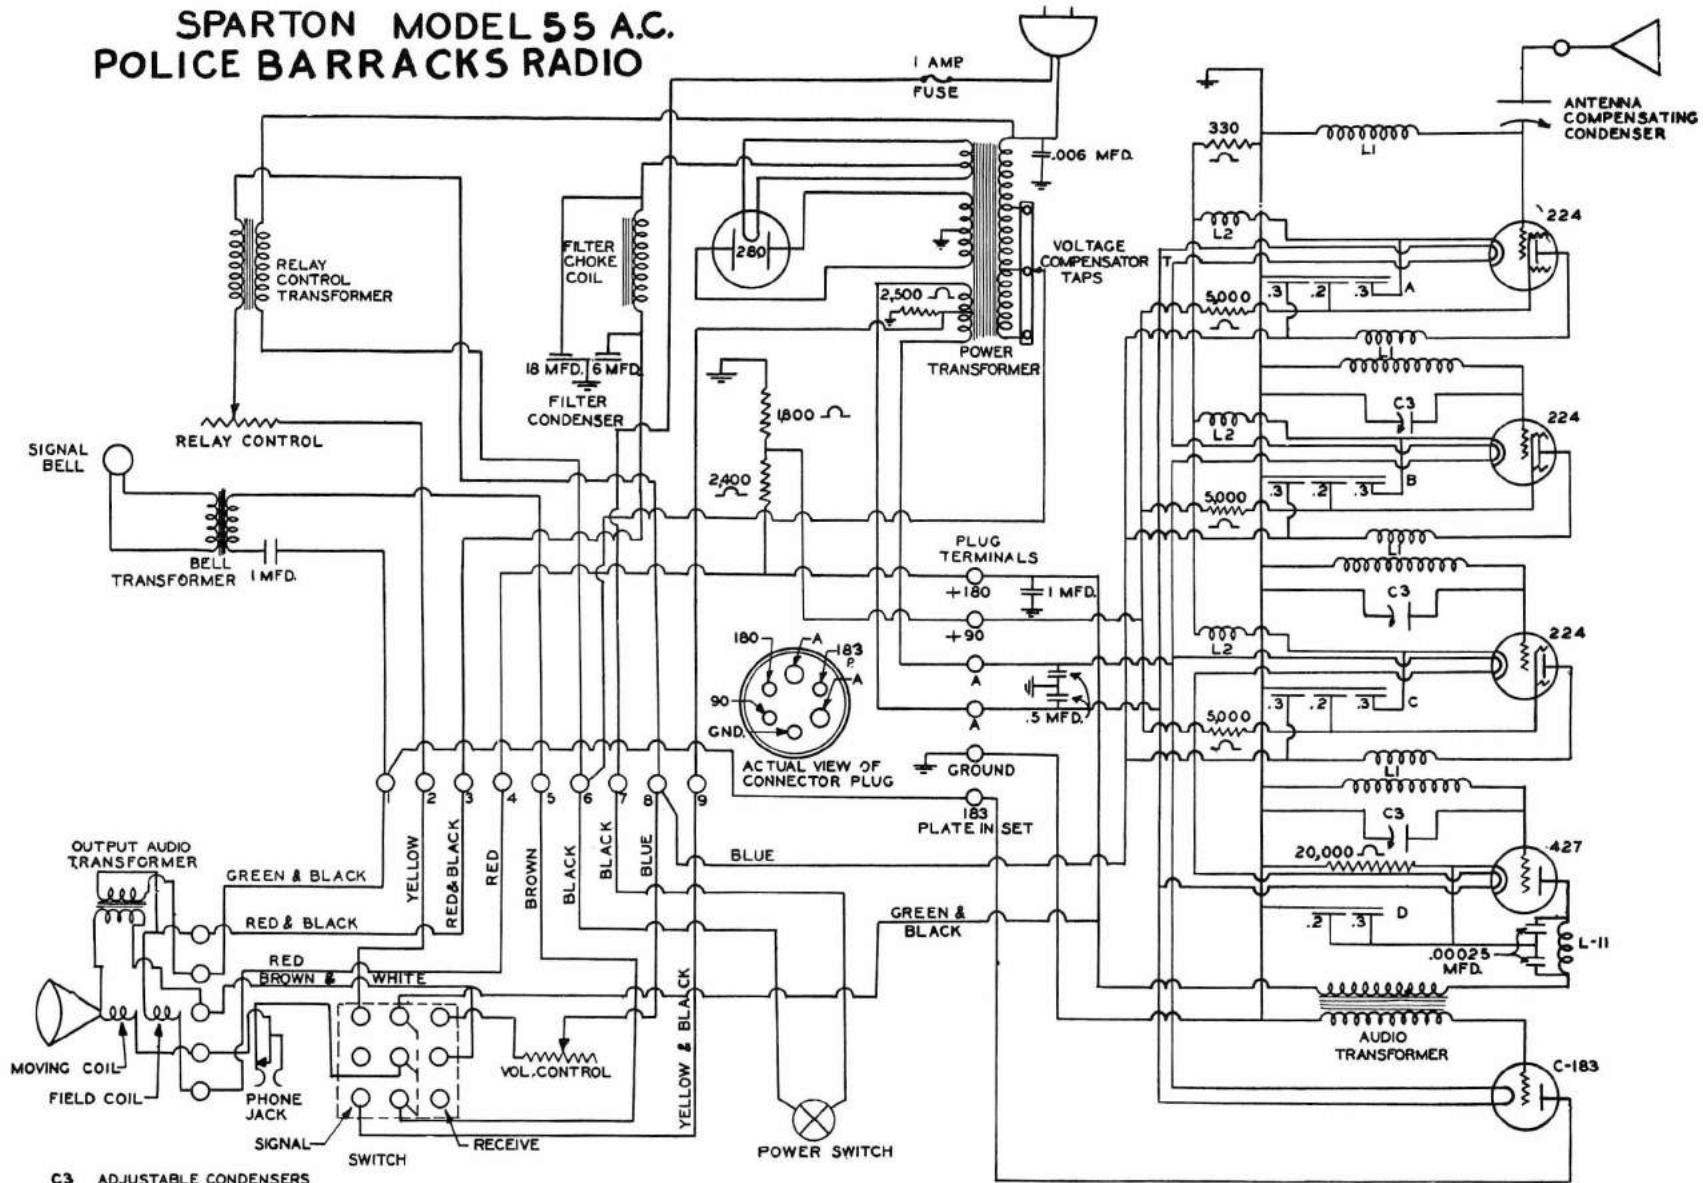 SPARTON MODEL 55 A.C.
POLICE BARRACKS RADIO
1 AMP
FUSE
ANTENNA
COMPENSATING
CONDENSER
330
L1
.006 MFD.
224
L2
RELAY
CONTROL
TRANSFORMER
FILTER
CHOKE
COIL
280
VOLTAGE
COMPENSATOR
TAPS
T
2,500
5,000
.3 .2 .3 A
L1
POWER
TRANSFORMER
18 MFD. 6 MFD
FILTER
CONDENSER
1,800
C3
224
L2
RELAY CONTROL
SIGNAL
BELL
2,400
5,000
.3 .2 .3 B
L1
BELL
TRANSFORMER
1 MFD.
PLUG
TERMINALS
+180
1 MFD.
C3
+90
224
L2
180
A
183
P.
A
90
GND.
A
.5 MFD.
A
5,000
.3 .2 .3 C
L1
ACTUAL VIEW OF
CONNECTOR PLUG
GROUND
183
PLATE IN SET
1 2 3 4 5 6 7 8 9
C3
427
20,000
OUTPUT AUDIO
TRANSFORMER
GREEN & BLACK
YELLOW
RED & BLACK
RED
BROWN
BLACK
BLACK
BLUE
YELLOW & BLACK
BLUE
RED & BLACK
GREEN &
BLACK
.2 .3 D
L-11
.00025
MFD.
RED
BROWN & WHITE
MOVING COIL
FIELD COIL
PHONE
JACK
VOL. CONTROL
AUDIO
TRANSFORMER
C-183
SIGNAL
RECEIVE
SWITCH
POWER SWITCH
C3 ADJUSTABLE CONDENSERS